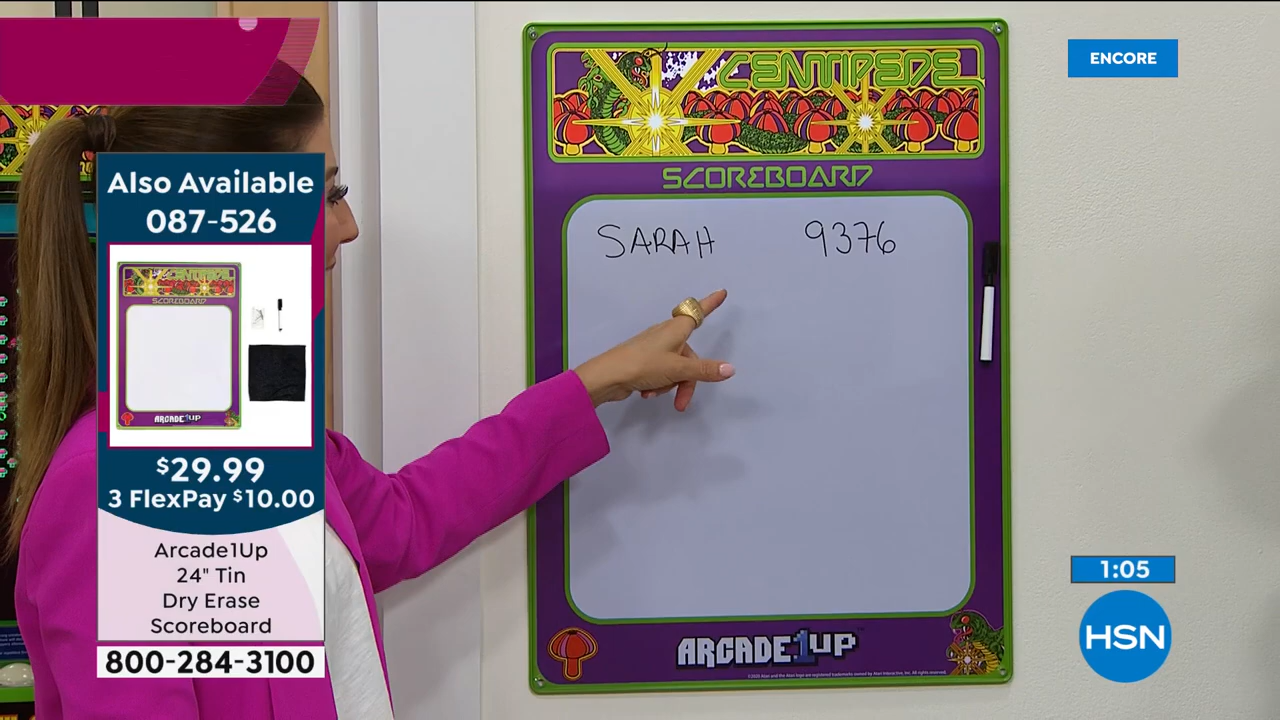 ENCORE
CENTIPEDE
SCOREBOARD
SARAH 9376
ARCADE1UP
Also Available
087-526
CENTIPEDE
SCOREBOARD
ARCADE1UP
$29.99
3 FlexPay $10.00
Arcade1Up
24" Tin
Dry Erase
Scoreboard
800-284-3100
1:05
HSN